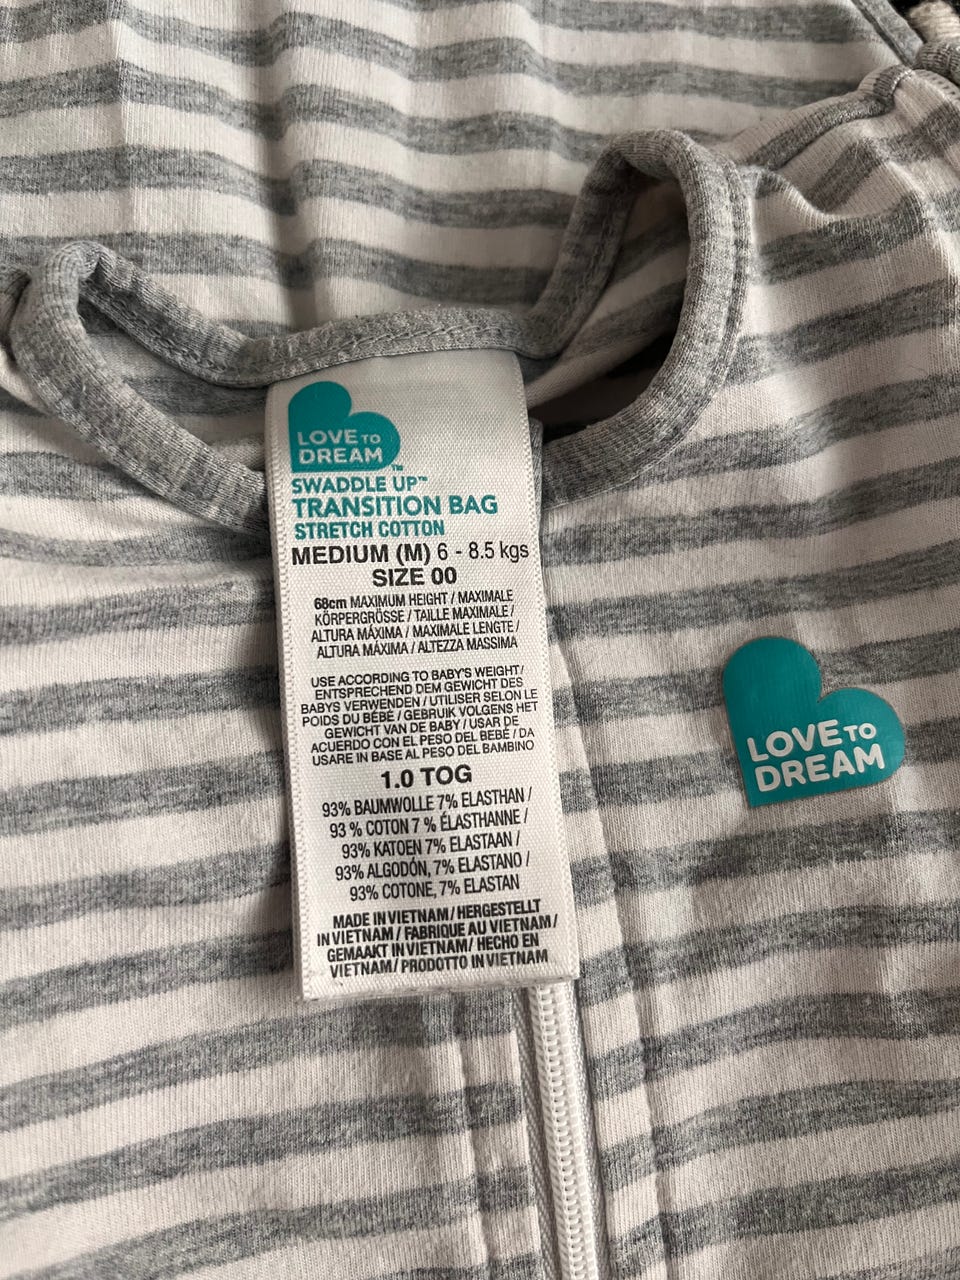 LOVE TO
DREAM™
SWADDLE UP™
TRANSITION BAG
STRETCH COTTON
MEDIUM (M) 6 - 8.5 kgs
SIZE 00
68cm MAXIMUM HEIGHT / MAXIMALE
KÖRPERGRÖSSE / TAILLE MAXIMALE /
ALTURA MÁXIMA / MAXIMALE LENGTE /
ALTURA MÁXIMA / ALTEZZA MASSIMA
USE ACCORDING TO BABY'S WEIGHT /
ENTSPRECHEND DEM GEWICHT DES
BABYS VERWENDEN / UTILISER SELON LE
POIDS DU BÉBÉ / GEBRUIK VOLGENS HET
GEWICHT VAN DE BABY / USAR DE
ACUERDO CON EL PESO DEL BEBÉ / DA
USARE IN BASE AL PESO DEL BAMBINO
1.0 TOG
93% BAUMWOLLE 7% ELASTHAN /
93 % COTON 7 % ÉLASTHANNE /
93% KATOEN 7% ELASTAAN /
93% ALGODÓN, 7% ELASTANO /
93% COTONE, 7% ELASTAN
MADE IN VIETNAM / HERGESTELLT
IN VIETNAM / FABRIQUE AU VIETNAM /
GEMAAKT IN VIETNAM / HECHO EN
VIETNAM / PRODOTTO IN VIETNAM
LOVE TO
DREAM